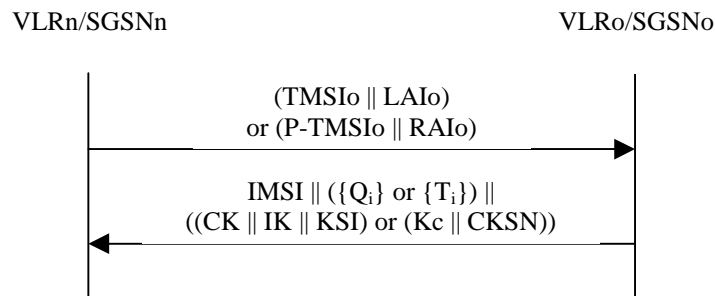 VLRn/SGSNn
VLRo/SGSNo
(TMSIo || LAIo)
or (P-TMSIo || RAIo)
IMSI || ({Qᵢ} or {Tᵢ}) ||
((CK || IK || KSI) or (Kc || CKSN))